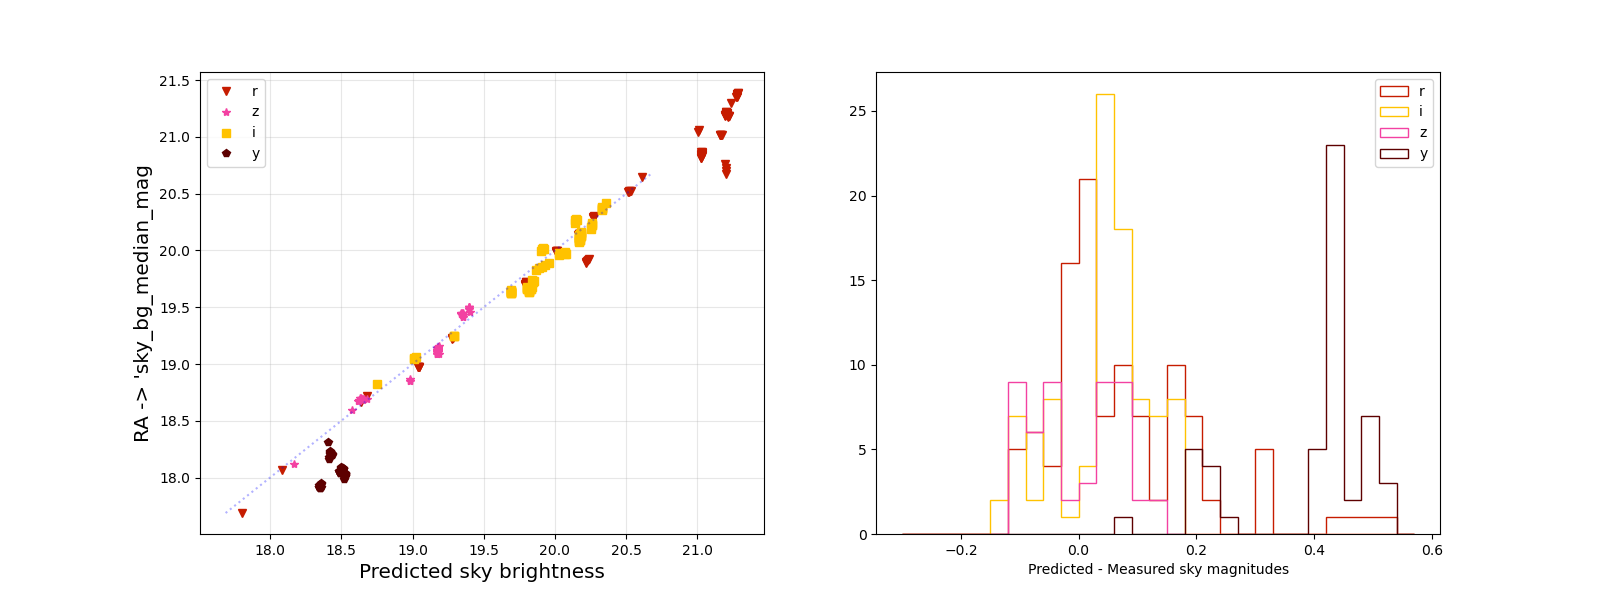 21.5
21.0
20.5
20.0
19.5
19.0
18.5
18.0
RA -> 'sky_bg_median_mag
r
z
i
y
18.0 18.5 19.0 19.5 20.0 20.5 21.0
Predicted sky brightness
25
20
15
10
5
0
r
i
z
y
−0.2 0.0 0.2 0.4 0.6
Predicted - Measured sky magnitudes